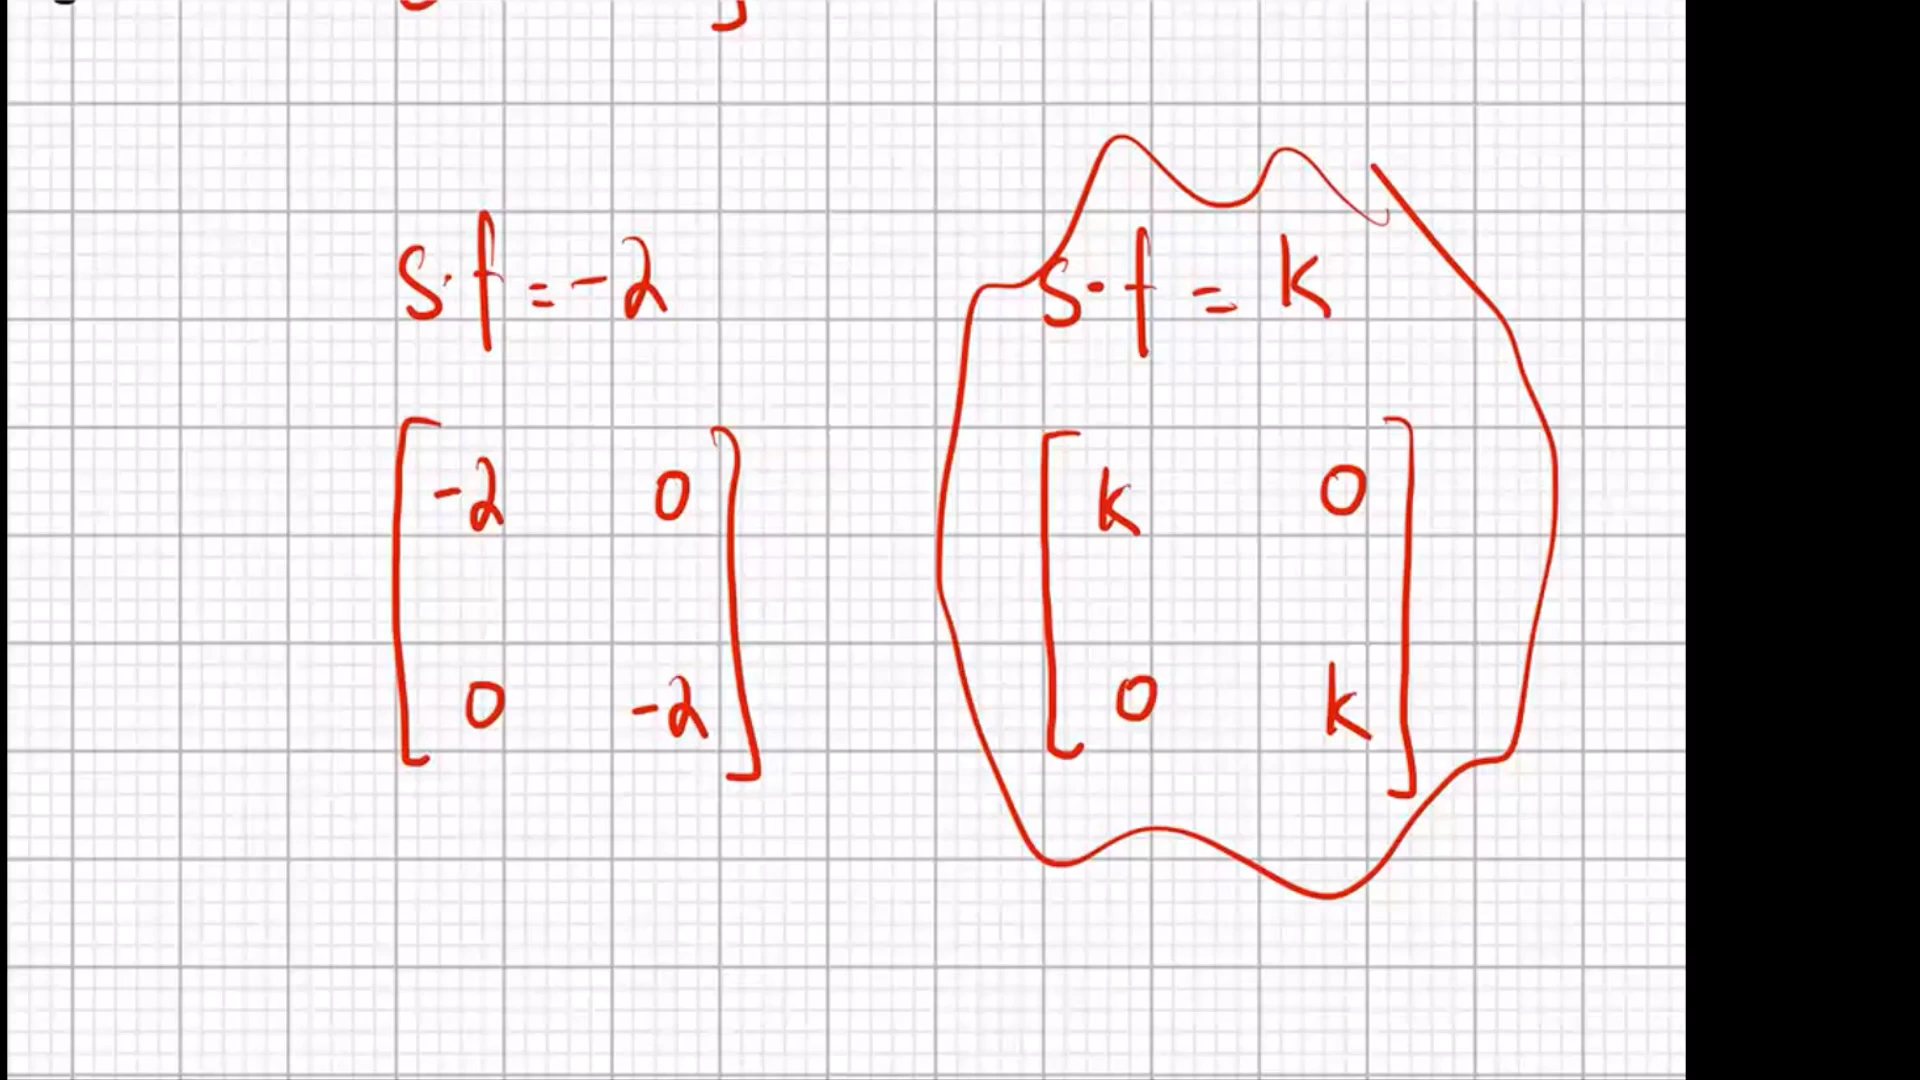 s.f = -2
s.f = k
[-2 0
0 -2]
[k 0
0 k]